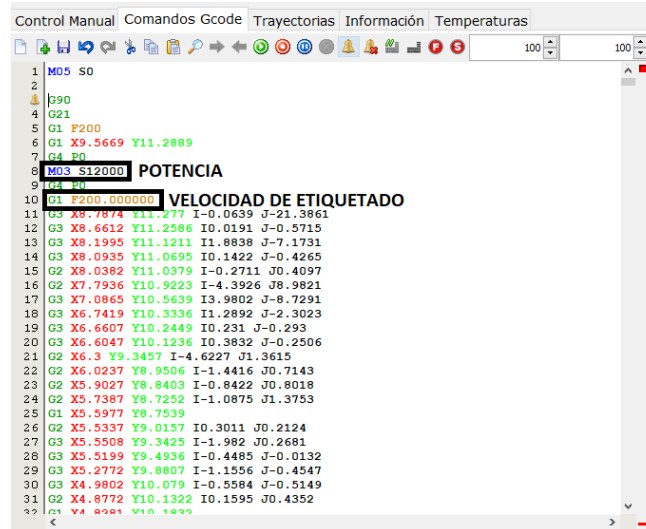 Control Manual Comandos Gcode Trayectorias Información Temperaturas
100 100
1 M05 S0
2
G90
4 G21
5 G1 F200
6 G1 X9.5669 Y11.2889
7 G4 P0
8 M03 S12000 POTENCIA
9 G4 P0
10 G1 F200.000000 VELOCIDAD DE ETIQUETADO
11 G3 X8.7874 Y11.277 I-0.0639 J-21.3861
12 G3 X8.6612 Y11.2586 I0.0191 J-0.5715
13 G3 X8.1995 Y11.1211 I1.8838 J-7.1731
14 G3 X8.0935 Y11.0695 I0.1422 J-0.4265
15 G2 X8.0382 Y11.0379 I-0.2711 J0.4097
16 G2 X7.7936 Y10.9223 I-4.3926 J8.9821
17 G3 X7.0865 Y10.5639 I3.9802 J-8.7291
18 G3 X6.7419 Y10.3336 I1.2892 J-2.3023
19 G3 X6.6607 Y10.2449 I0.231 J-0.293
20 G3 X6.6047 Y10.1236 I0.3832 J-0.2506
21 G2 X6.3 Y9.3457 I-4.6227 J1.3615
22 G2 X6.0237 Y8.9506 I-1.4416 J0.7143
23 G2 X5.9027 Y8.8403 I-0.8422 J0.8018
24 G2 X5.7387 Y8.7252 I-1.0875 J1.3753
25 G1 X5.5977 Y8.7539
26 G2 X5.5337 Y9.0157 I0.3011 J0.2124
27 G3 X5.5508 Y9.3425 I-1.982 J0.2681
28 G3 X5.5199 Y9.4936 I-0.4485 J-0.0132
29 G3 X5.2772 Y9.8807 I-1.1556 J-0.4547
30 G3 X4.9802 Y10.079 I-0.5584 J-0.5149
31 G2 X4.8772 Y10.1322 I0.1595 J0.4352
32 G1 X4.8281 Y10.1832